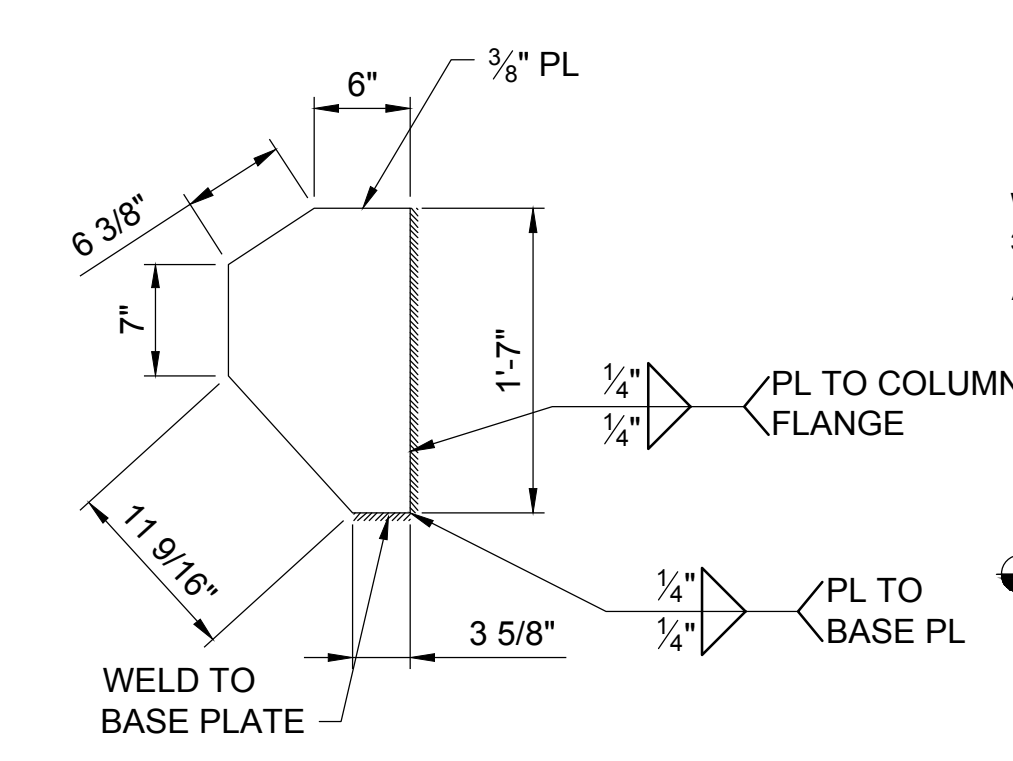 6"
⅜" PL
6 3/8"
7"
1'-7"
¼"
¼"
PL TO COLUMN
FLANGE
11 9/16"
¼"
¼"
PL TO
BASE PL
3 5/8"
WELD TO
BASE PLATE